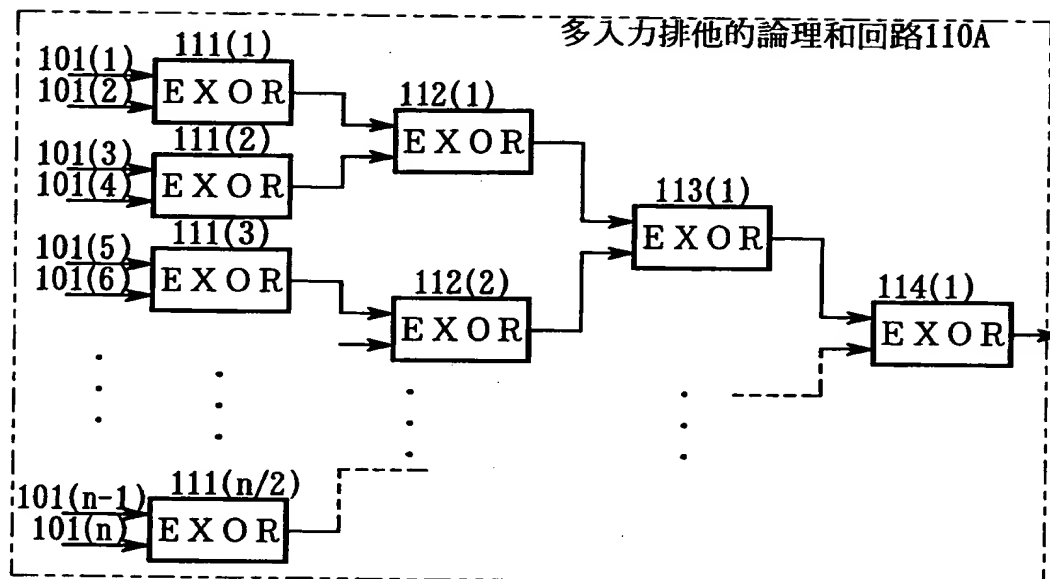 多入力排他的論理和回路110A
111(1)
101(1)
101(2)
EXOR
112(1)
EXOR
111(2)
101(3)
101(4)
EXOR
113(1)
EXOR
111(3)
101(5)
101(6)
EXOR
112(2)
EXOR
114(1)
EXOR
111(n/2)
101(n-1)
101(n)
EXOR